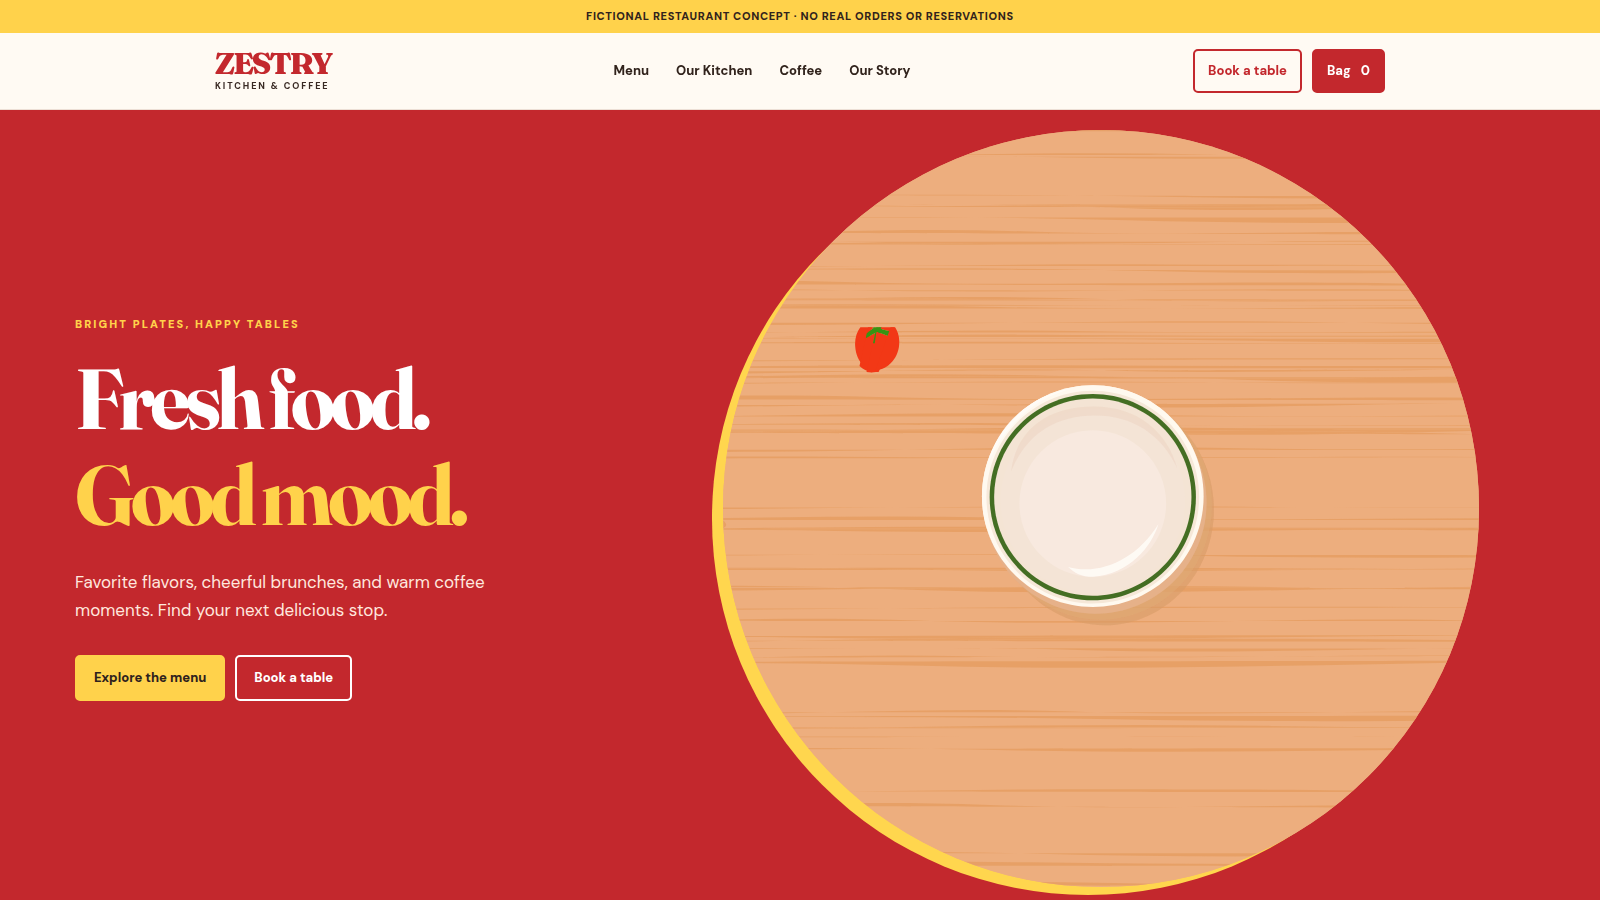 FICTIONAL RESTAURANT CONCEPT · NO REAL ORDERS OR RESERVATIONS
ZESTRY
KITCHEN & COFFEE
Menu
Our Kitchen
Coffee
Our Story
Book a table
Bag 0
BRIGHT PLATES, HAPPY TABLES
Fresh food.
Good mood.
Favorite flavors, cheerful brunches, and warm coffee
moments. Find your next delicious stop.
Explore the menu
Book a table